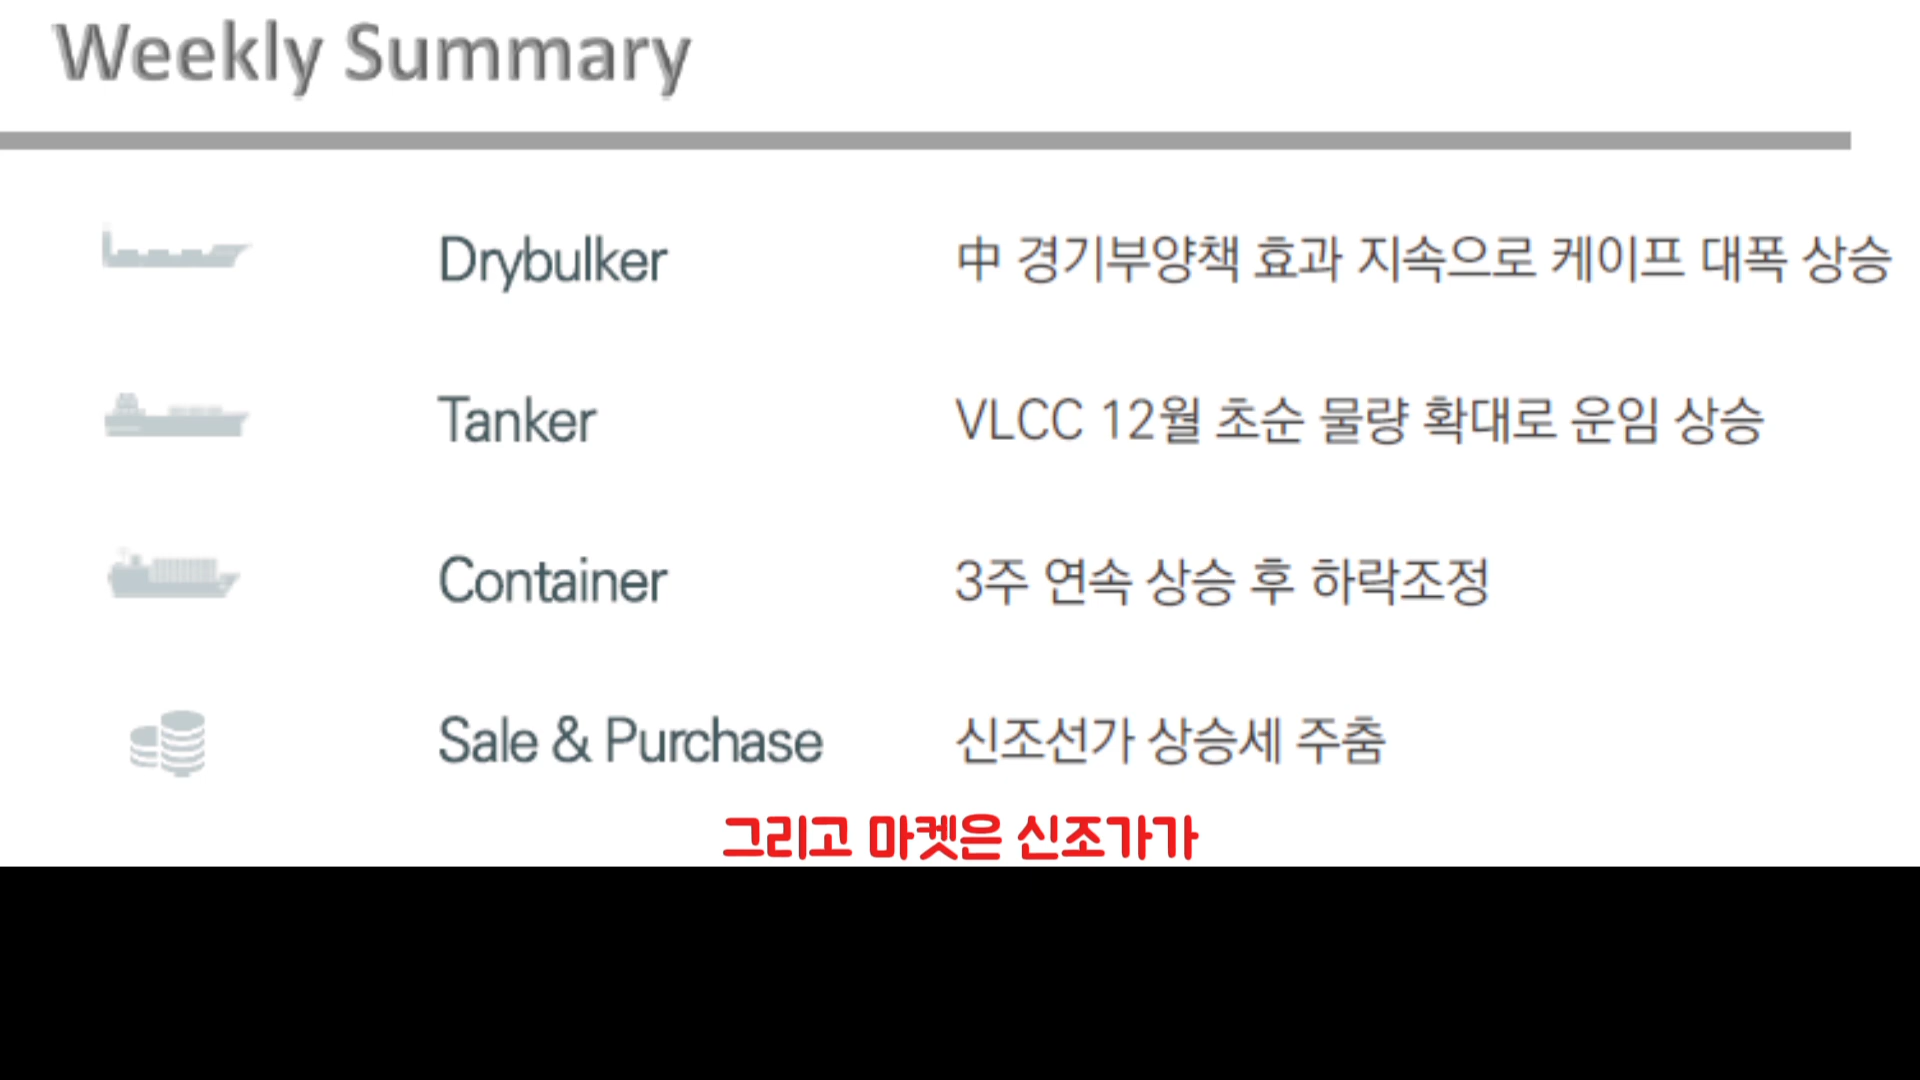 Weekly Summary
Drybulker 中 경기부양책 효과 지속으로 케이프 대폭 상승
Tanker VLCC 12월 초순 물량 확대로 운임 상승
Container 3주 연속 상승 후 하락조정
Sale & Purchase 신조선가 상승세 주춤
그리고 마켓은 신조가가